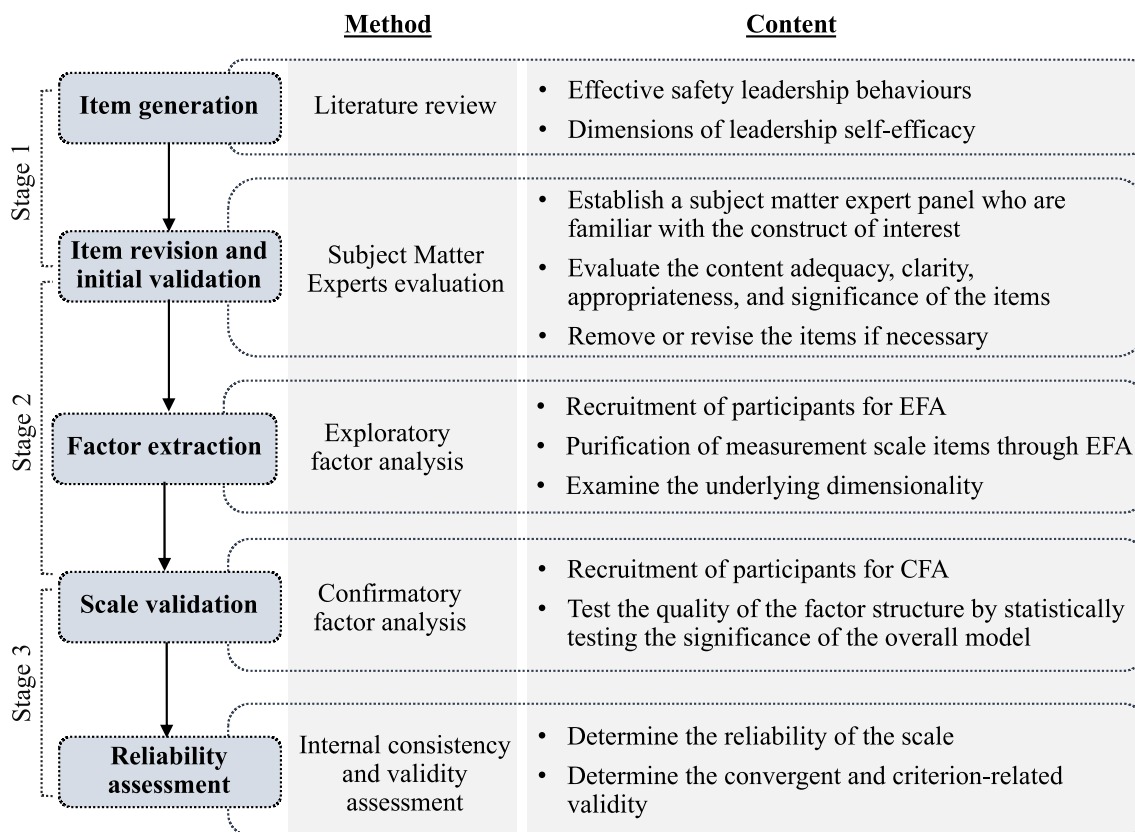 Method
Content
Stage 1
Item generation
Literature review
• Effective safety leadership behaviours
• Dimensions of leadership self-efficacy
Item revision and
initial validation
Subject Matter
Experts evaluation
• Establish a subject matter expert panel who are
familiar with the construct of interest
• Evaluate the content adequacy, clarity,
appropriateness, and significance of the items
• Remove or revise the items if necessary
Stage 2
Factor extraction
Exploratory
factor analysis
• Recruitment of participants for EFA
• Purification of measurement scale items through EFA
• Examine the underlying dimensionality
Scale validation
Confirmatory
factor analysis
• Recruitment of participants for CFA
• Test the quality of the factor structure by statistically
testing the significance of the overall model
Stage 3
Reliability
assessment
Internal consistency
and validity
assessment
• Determine the reliability of the scale
• Determine the convergent and criterion-related
validity